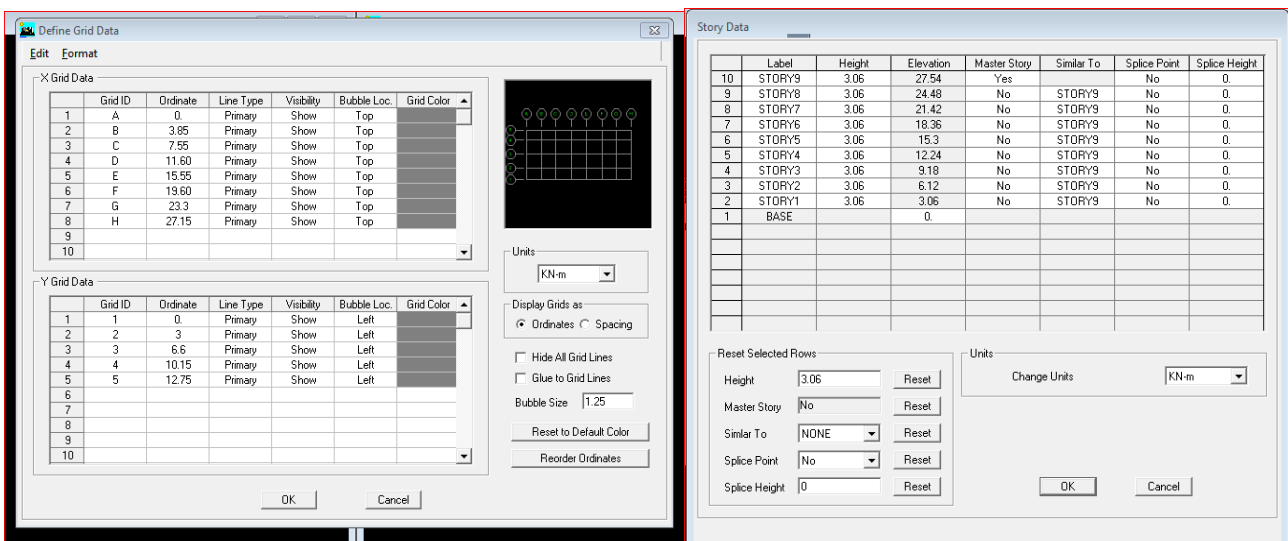 Define Grid Data
Edit Format
X Grid Data
Grid ID Ordinate Line Type Visibility Bubble Loc. Grid Color
1 A 0. Primary Show Top
2 B 3.85 Primary Show Top
3 C 7.55 Primary Show Top
4 D 11.60 Primary Show Top
5 E 15.55 Primary Show Top
6 F 19.60 Primary Show Top
7 G 23.3 Primary Show Top
8 H 27.15 Primary Show Top
9
10
Y Grid Data
Grid ID Ordinate Line Type Visibility Bubble Loc. Grid Color
1 1 0. Primary Show Left
2 2 3 Primary Show Left
3 3 6.6 Primary Show Left
4 4 10.15 Primary Show Left
5 5 12.75 Primary Show Left
6
7
8
9
10
Units
KN-m
Display Grids as
Ordinates Spacing
Hide All Grid Lines
Glue to Grid Lines
Bubble Size 1.25
Reset to Default Color
Reorder Ordinates
OK Cancel
Story Data
Label Height Elevation Master Story Similar To Splice Point Splice Height
10 STORY9 3.06 27.54 Yes No 0.
9 STORY8 3.06 24.48 No STORY9 No 0.
8 STORY7 3.06 21.42 No STORY9 No 0.
7 STORY6 3.06 18.36 No STORY9 No 0.
6 STORY5 3.06 15.3 No STORY9 No 0.
5 STORY4 3.06 12.24 No STORY9 No 0.
4 STORY3 3.06 9.18 No STORY9 No 0.
3 STORY2 3.06 6.12 No STORY9 No 0.
2 STORY1 3.06 3.06 No STORY9 No 0.
1 BASE 0.
Reset Selected Rows
Height 3.06 Reset
Master Story No Reset
Simlar To NONE Reset
Splice Point No Reset
Splice Height 0 Reset
Units
Change Units KN-m
OK Cancel